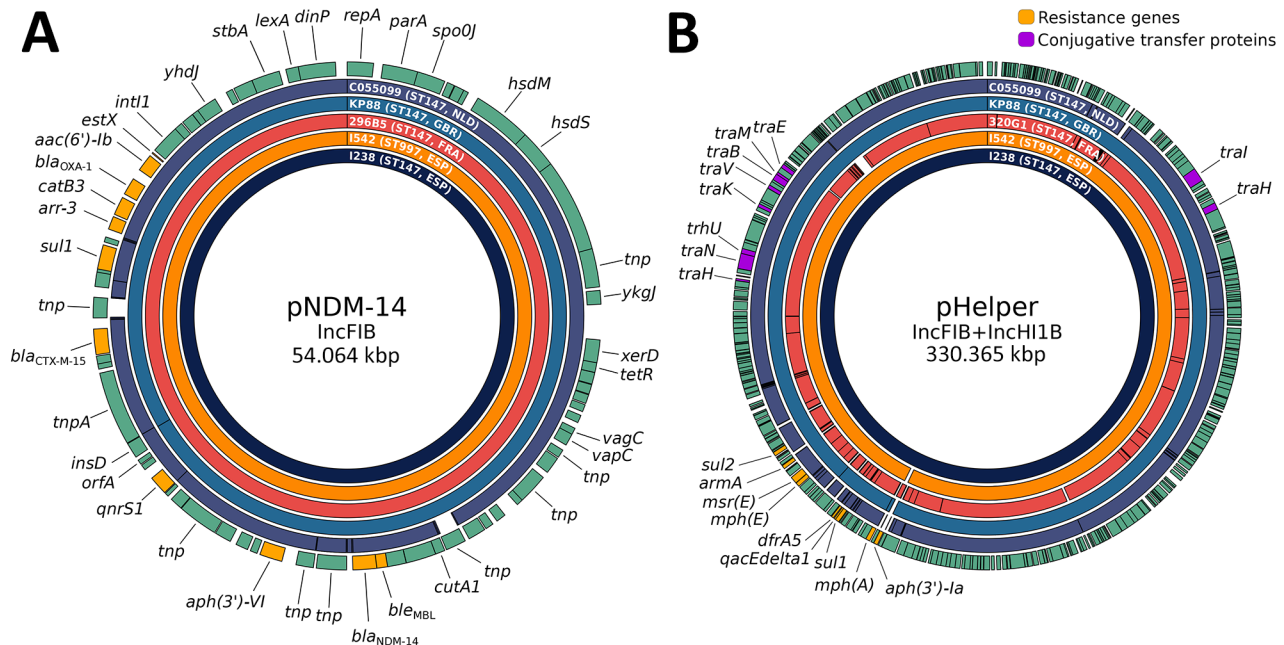 A
repA
parA
spo0J
dinP
lexA
stbA
yhdJ
intI1
estX
aac(6')-Ib
blaOXA-1
catB3
arr-3
sul1
tnp
blaCTX-M-15
tnpA
insD
orfA
qnrS1
tnp
aph(3')-VI
tnp
tnp
blaNDM-14
bleMBL
cutA1
tnp
tnp
tnp
vapC
vagC
tetR
xerD
ykgJ
tnp
hsdS
hsdM
C055099 (ST147, NLD)
KP88 (ST147, GBR)
296B5 (ST147, FRA)
I542 (ST997, ESP)
I238 (ST147, ESP)
pNDM-14
IncFIB
54.064 kbp
B
Resistance genes
Conjugative transfer proteins
C055099 (ST147, NLD)
KP88 (ST147, GBR)
320G1 (ST147, FRA)
I542 (ST997, ESP)
I238 (ST147, ESP)
pHelper
IncFIB+IncHI1B
330.365 kbp
traE
traM
traB
traV
traK
trhU
traN
traH
traI
traH
sul2
armA
msr(E)
mph(E)
dfrA5
qacEdelta1
sul1
mph(A)
aph(3')-Ia